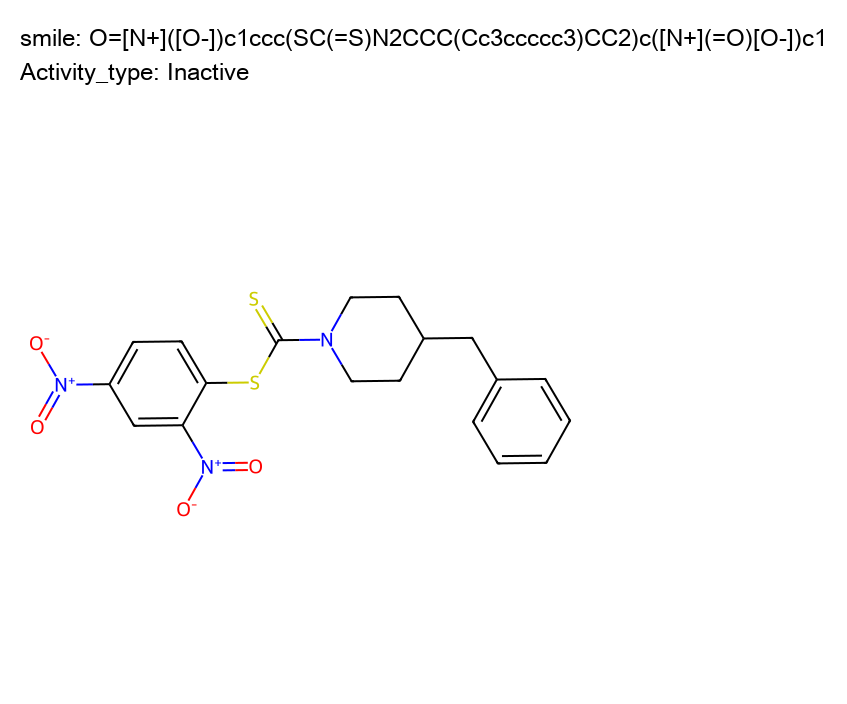 smile: O=[N+]([O-])c1ccc(SC(=S)N2CCC(Cc3ccccc3)CC2)c([N+](=O)[O-])c1
Activity_type: Inactive
S
O⁻
N
N⁺
S
O
N⁺
O
O⁻